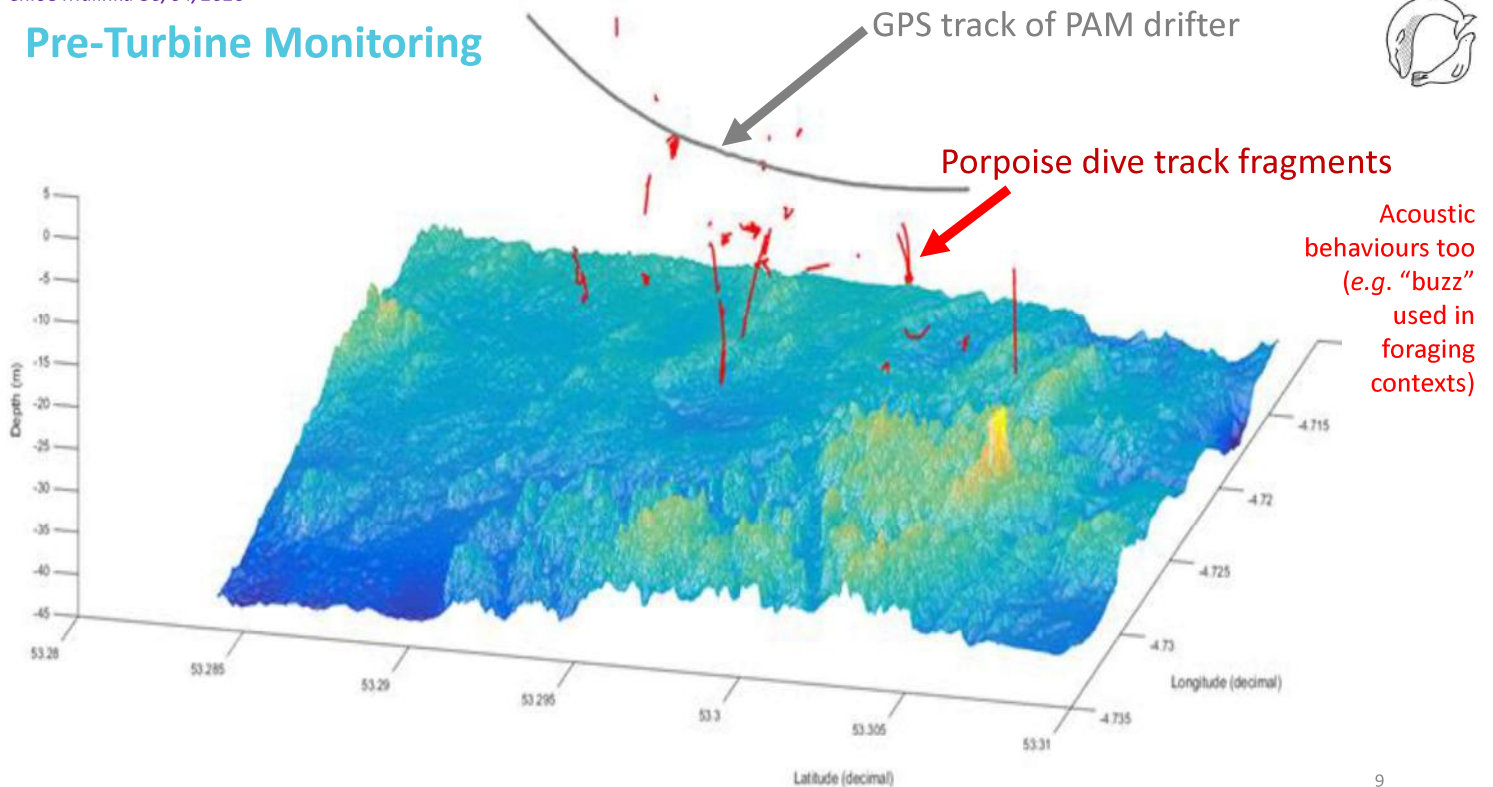 Pre-Turbine Monitoring
GPS track of PAM drifter
Porpoise dive track fragments
Acoustic
behaviours too
(e.g. “buzz”
used in
foraging
contexts)
Depth (m)
5
0
-5
-10
-15
-20
-25
-30
-35
-40
-45
53.28
53.285
53.29
53.295
53.3
53.305
53.31
Latitude (decimal)
-4.715
-4.72
-4.725
-4.73
-4.735
Longitude (decimal)
9